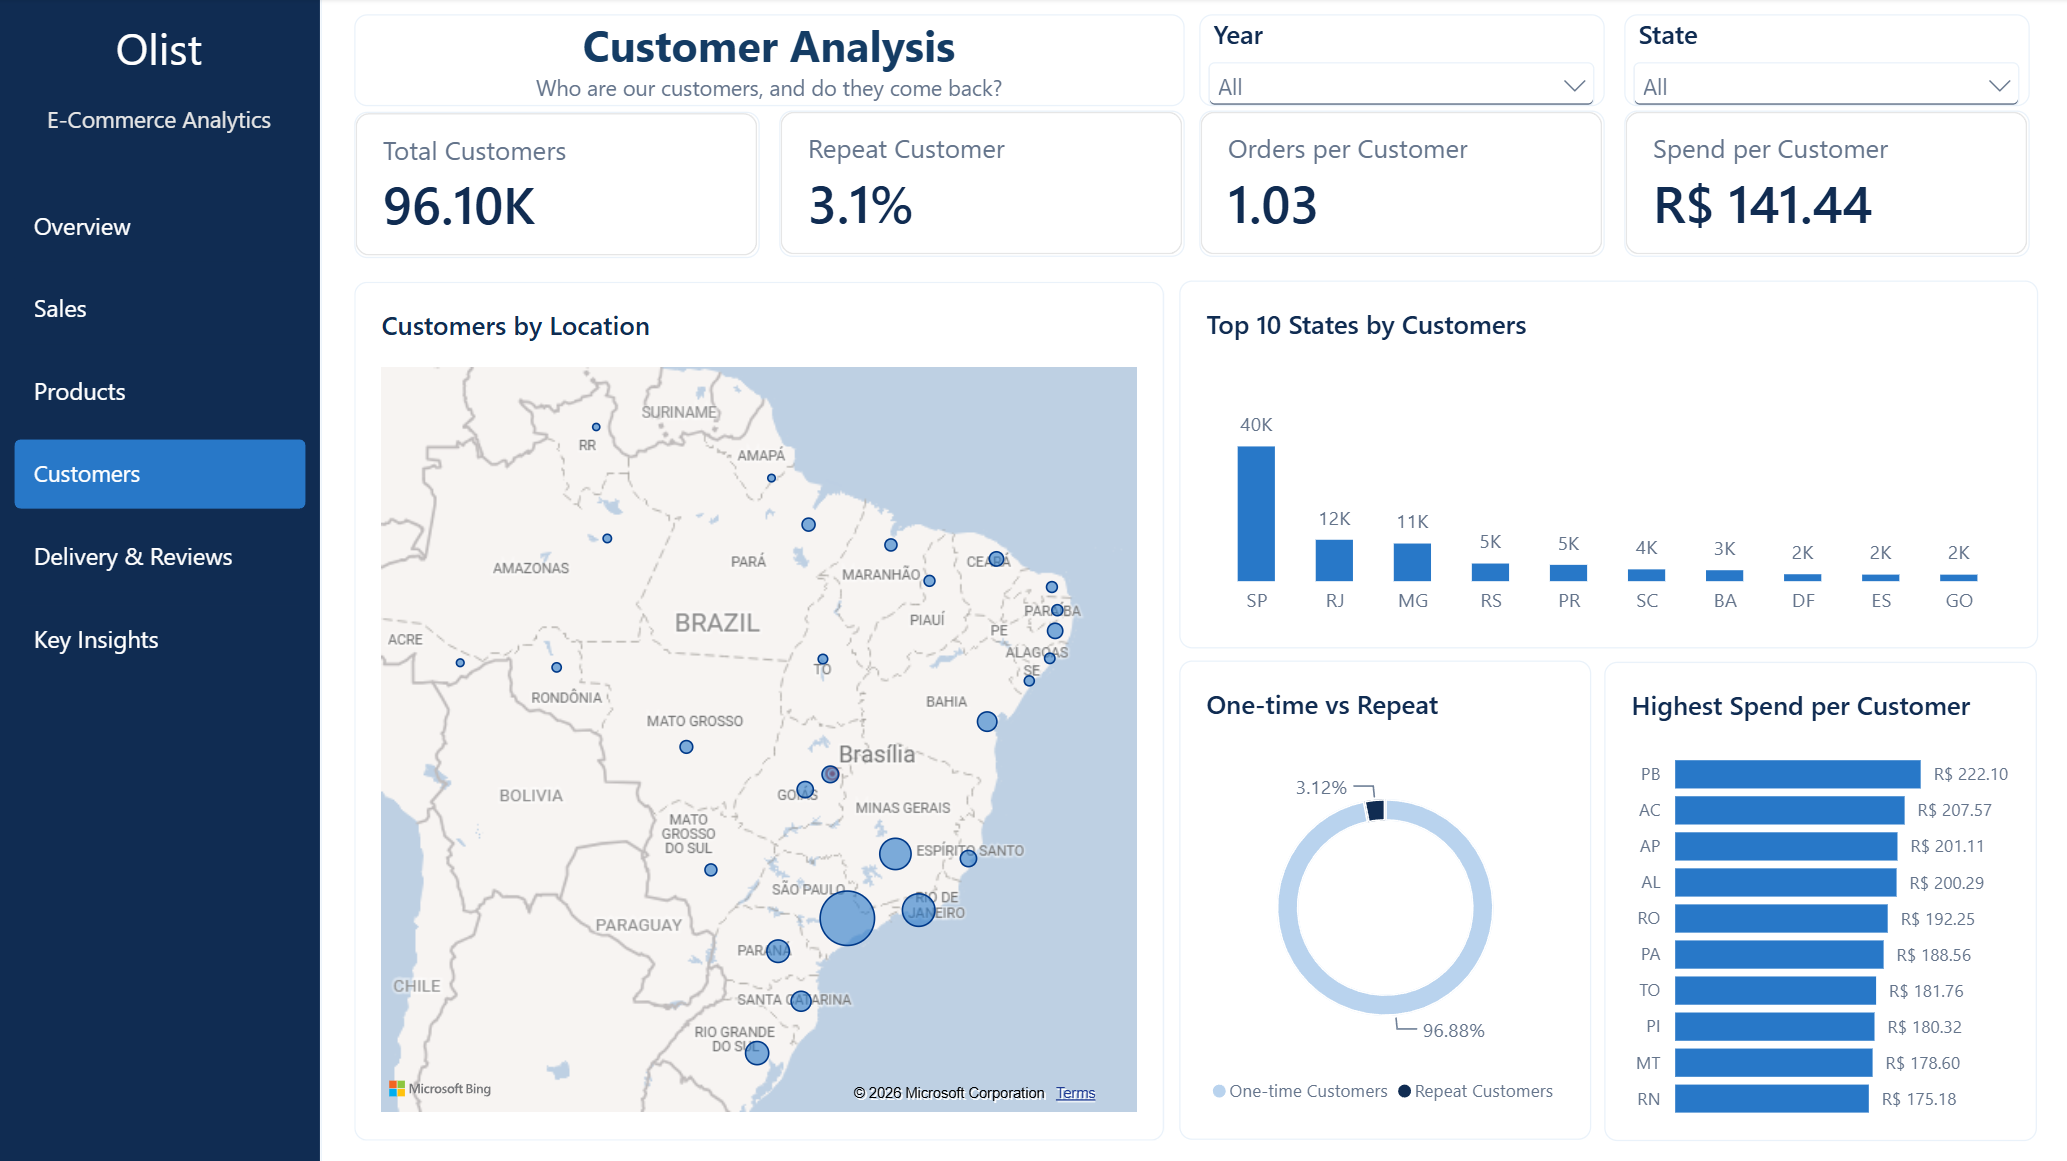 Olist
E-Commerce Analytics
Overview
Sales
Products
Customers
Delivery & Reviews
Key Insights
Customer Analysis
Who are our customers, and do they come back?
Year
All
State
All
Total Customers
96.10K
Repeat Customer
3.1%
Orders per Customer
1.03
Spend per Customer
R$ 141.44
Customers by Location
SURINAME
RR
AMAPÁ
AMAZONAS
PARÁ
MARANHÃO
CEARÁ
BRAZIL
PIAUÍ
PARAÍBA
PE
ACRE
ALAGOAS
SE
TO
RONDÔNIA
BAHIA
MATO GROSSO
Brasília
BOLIVIA
GOIÁS
MINAS GERAIS
MATO
GROSSO
DO SUL
ESPÍRITO SANTO
SÃO PAULO
RIO DE
JANEIRO
PARAGUAY
PARANÁ
CHILE
SANTA CATARINA
RIO GRANDE
DO SUL
Microsoft Bing
© 2026 Microsoft Corporation Terms
Top 10 States by Customers
40K
12K
11K
5K
5K
4K
3K
2K
2K
2K
SP RJ MG RS PR SC BA DF ES GO
One-time vs Repeat
3.12%
96.88%
One-time Customers Repeat Customers
Highest Spend per Customer
PB R$ 222.10
AC R$ 207.57
AP R$ 201.11
AL R$ 200.29
RO R$ 192.25
PA R$ 188.56
TO R$ 181.76
PI R$ 180.32
MT R$ 178.60
RN R$ 175.18